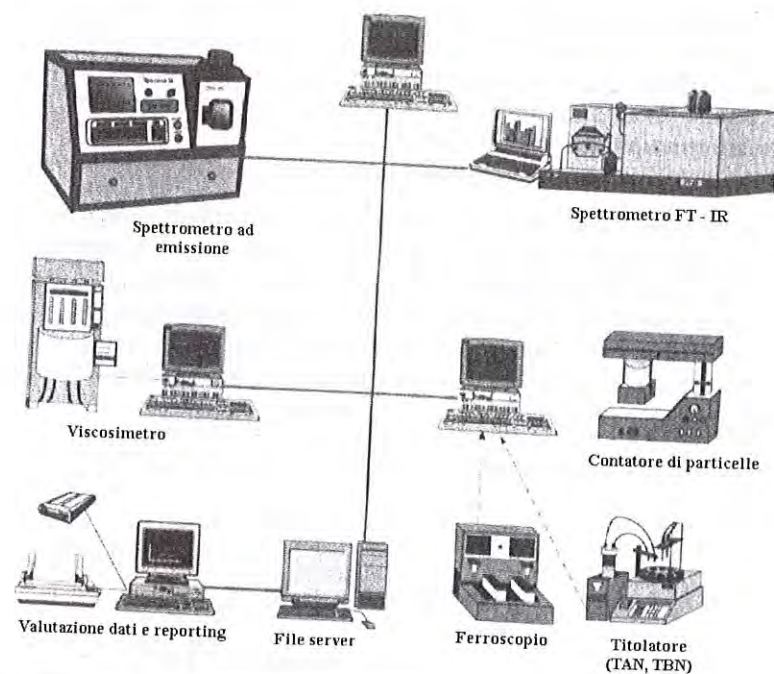 Spettrometro ad
emissione
Spettrometro FT - IR
Viscosimetro
Contatore di particelle
Valutazione dati e reporting
File server
Ferroscopio
Titolatore
(TAN, TBN)